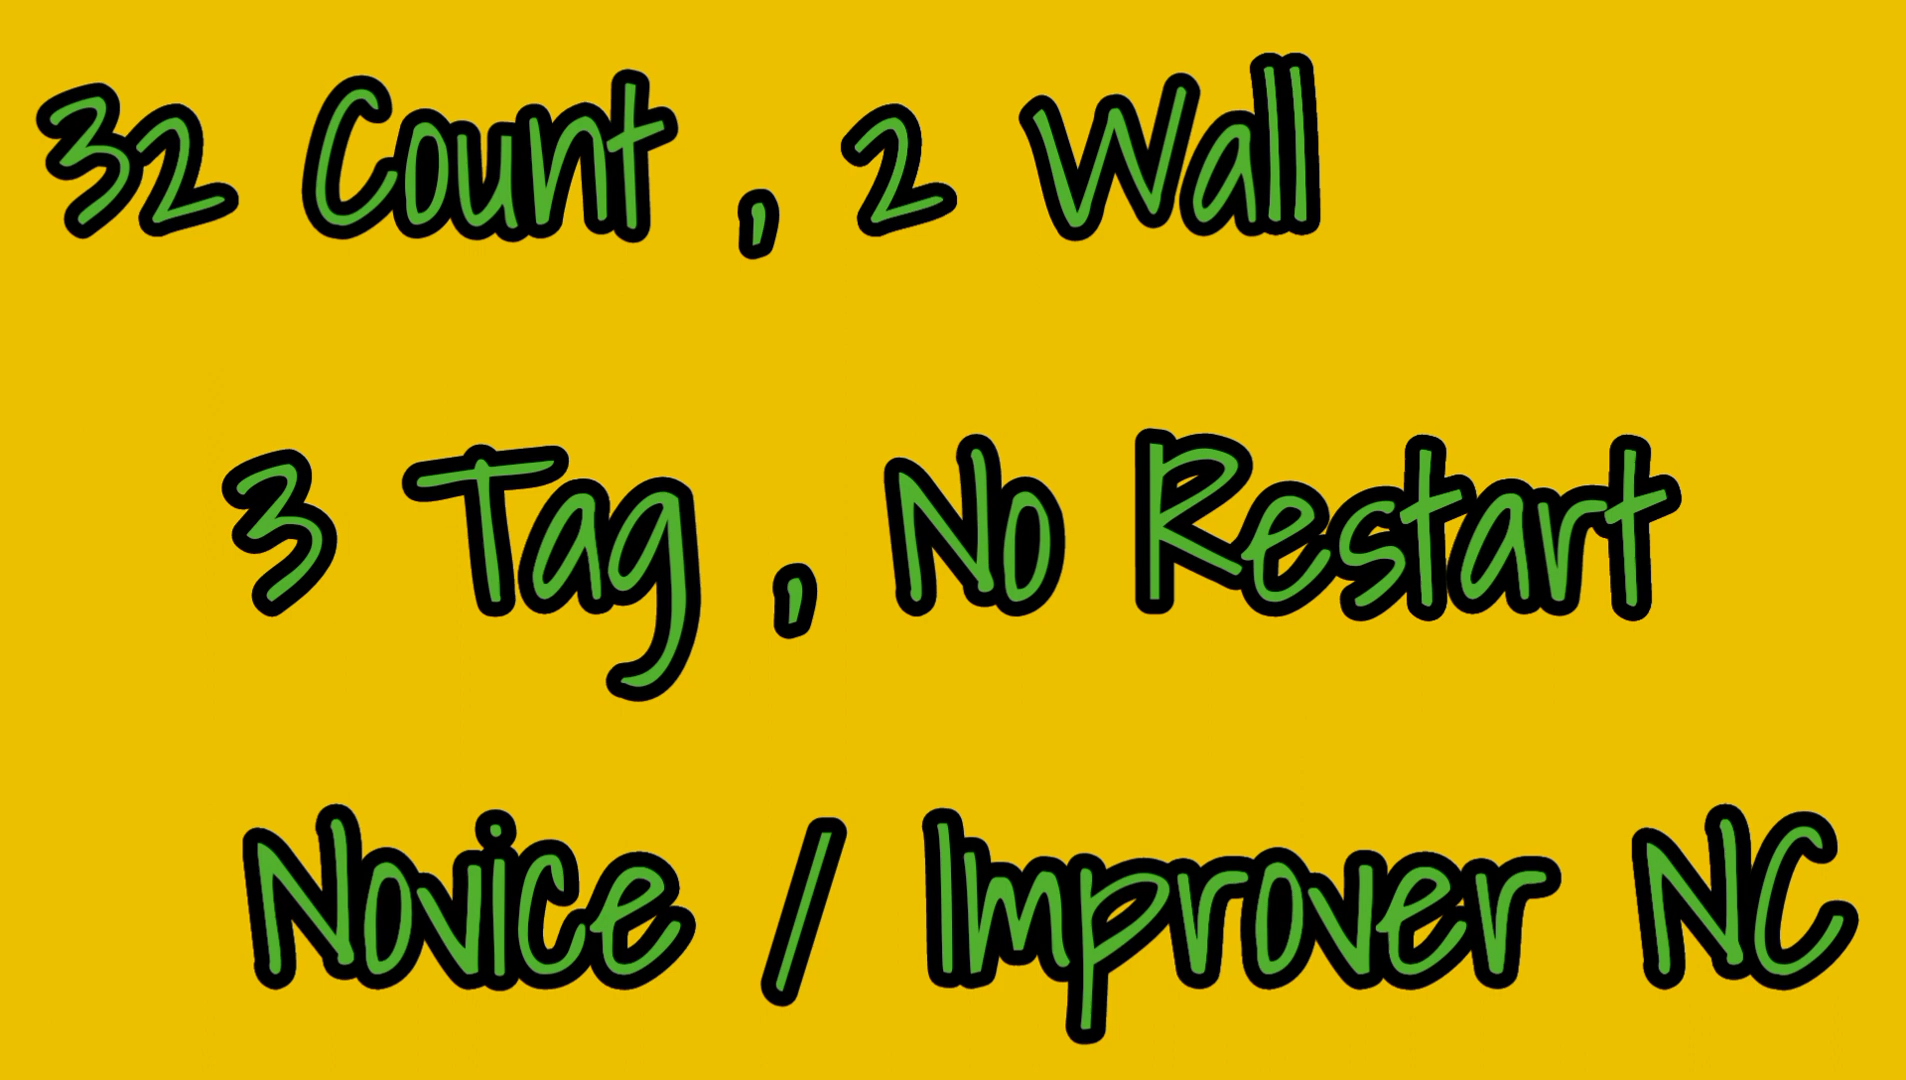 32 Count , 2 Wall
3 Tag , No Restart
Novice / Improver NC